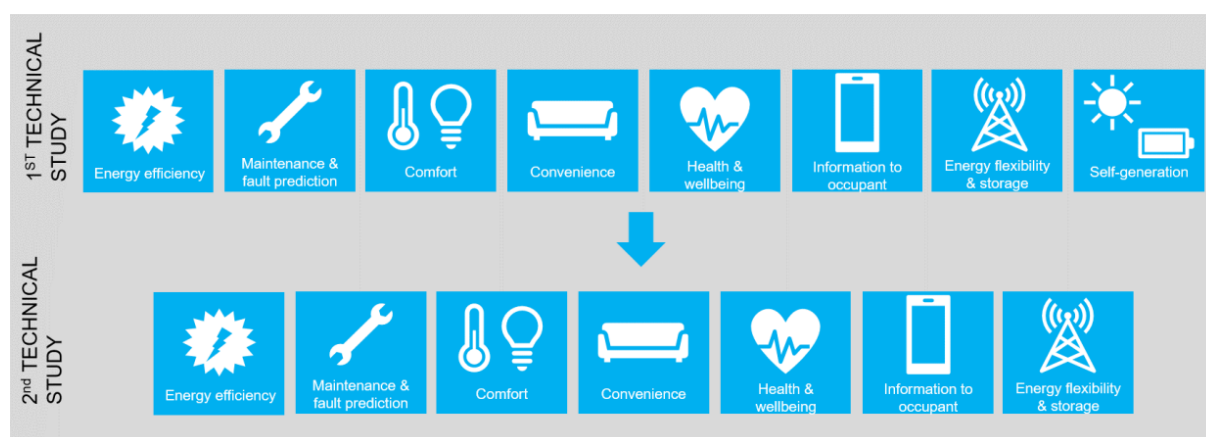 1ST TECHNICAL
STUDY
Energy efficiency
Maintenance &
fault prediction
Comfort
Convenience
Health &
wellbeing
Information to
occupant
Energy flexibility
& storage
Self-generation
2nd TECHNICAL
STUDY
Energy efficiency
Maintenance &
fault prediction
Comfort
Convenience
Health &
wellbeing
Information to
occupant
Energy flexibility
& storage